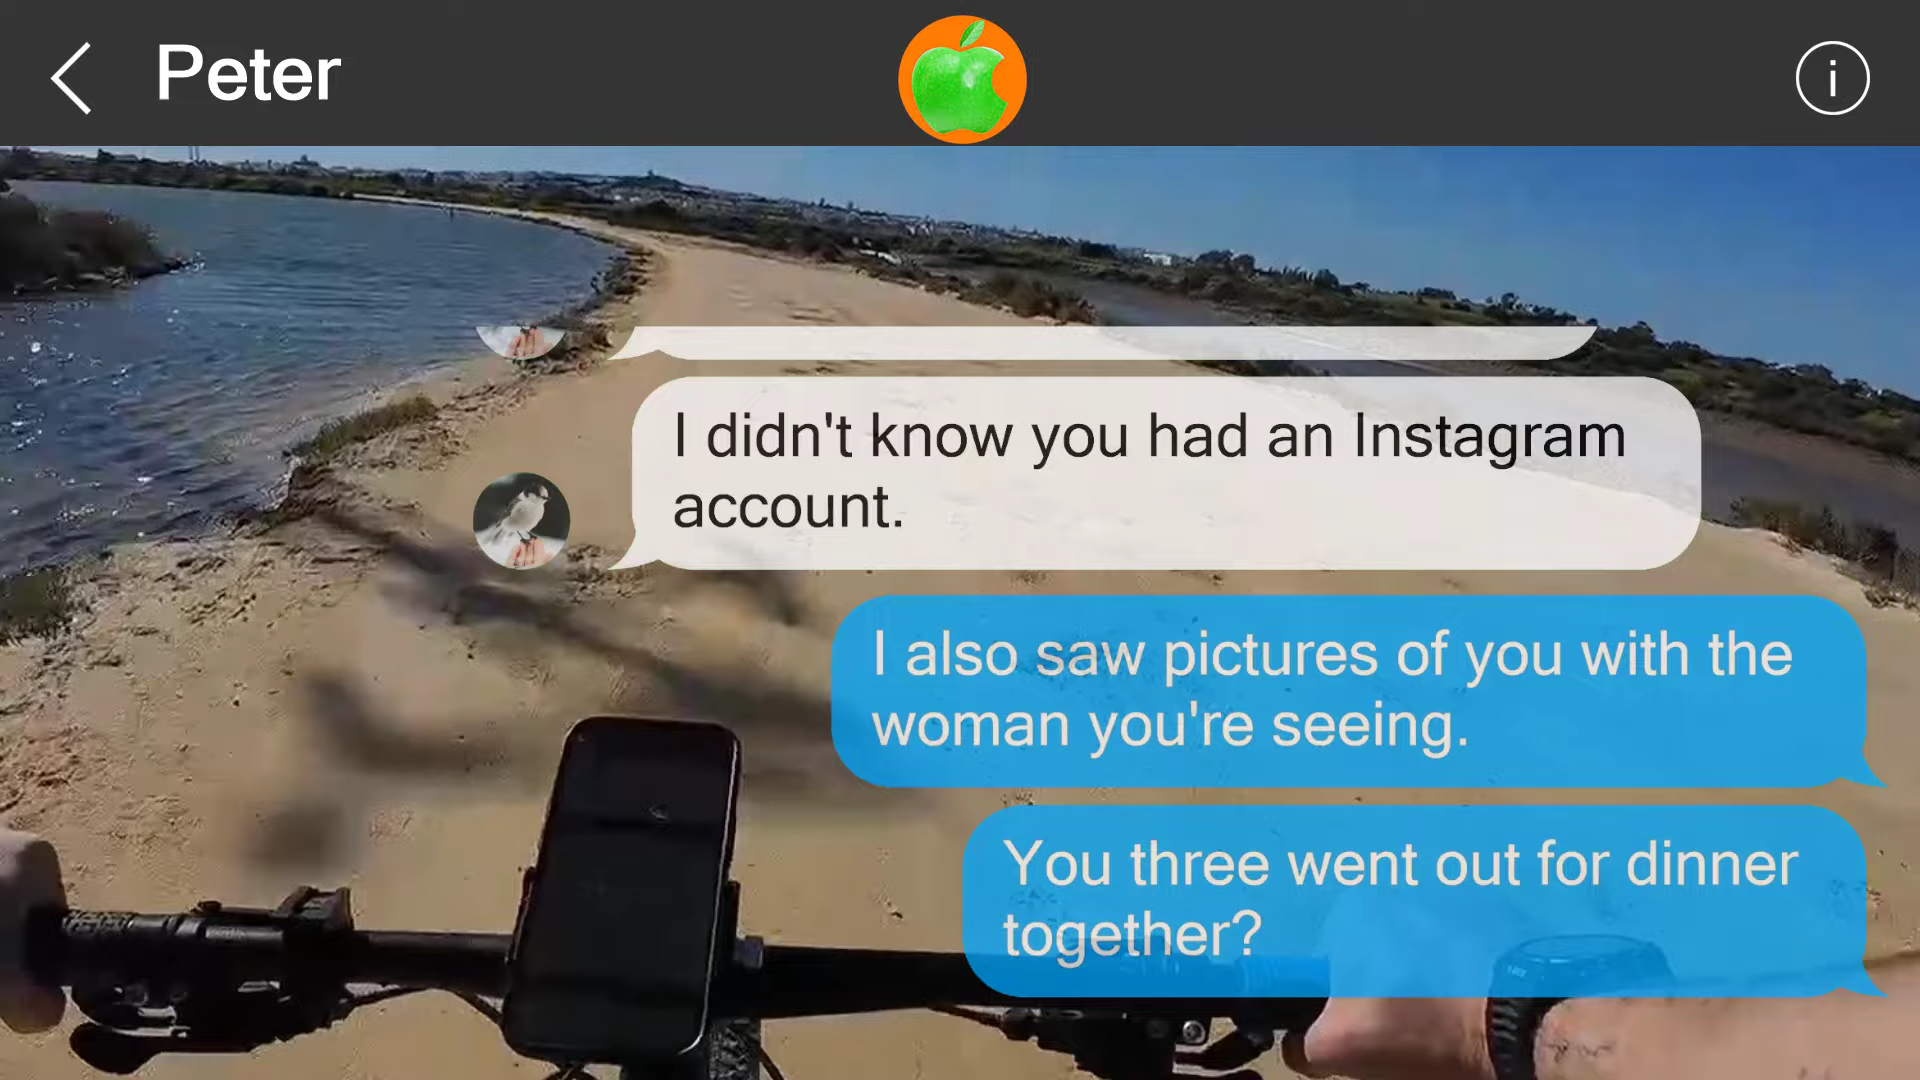 Peter
i
I didn't know you had an Instagram
account.
I also saw pictures of you with the
woman you're seeing.
You three went out for dinner
together?